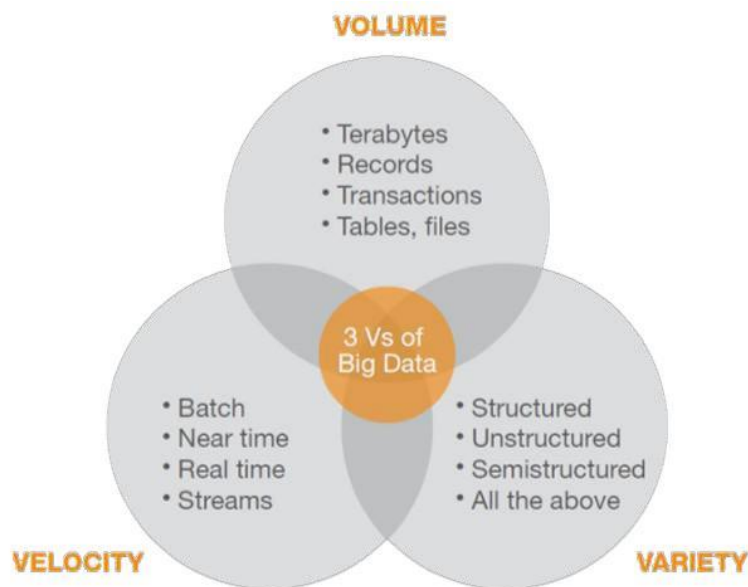 VOLUME
• Terabytes
• Records
• Transactions
• Tables, files
3 Vs of
Big Data
• Batch
• Near time
• Real time
• Streams
• Structured
• Unstructured
• Semistructured
• All the above
VELOCITY
VARIETY